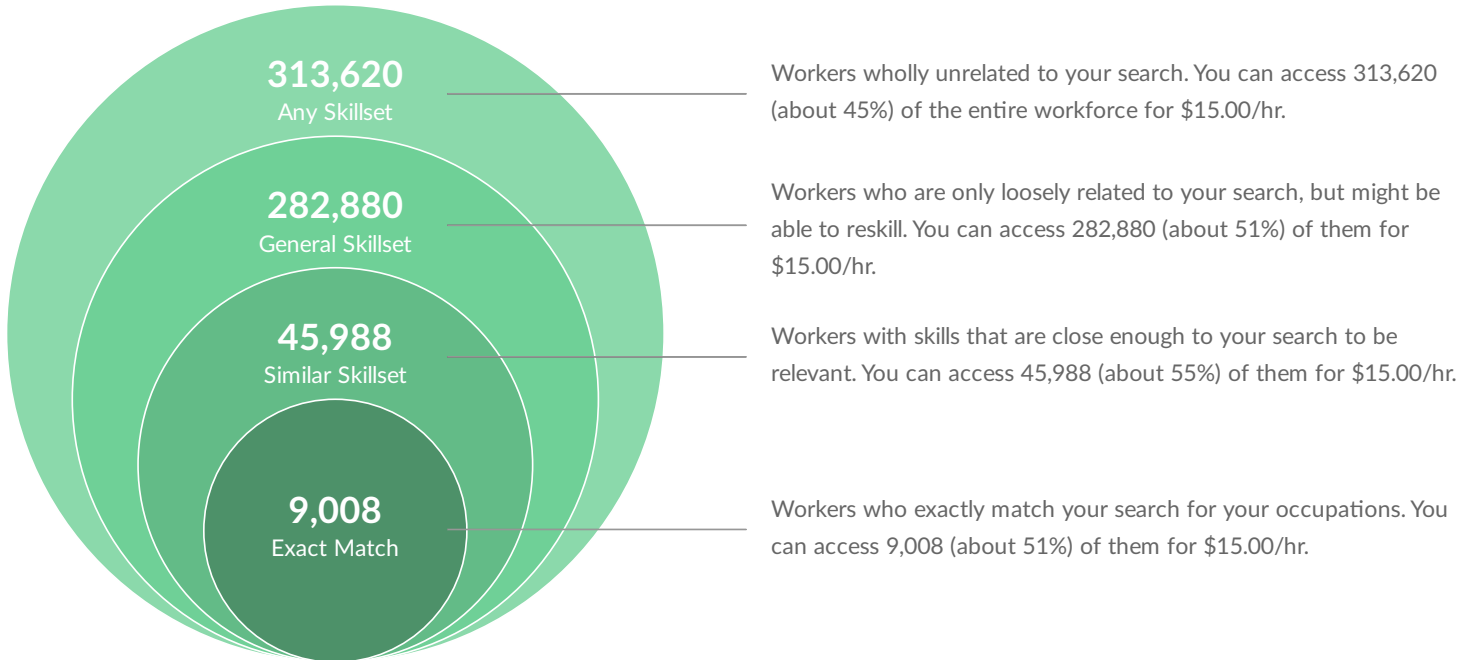 313,620
Any Skillset
Workers wholly unrelated to your search. You can access 313,620
(about 45%) of the entire workforce for $15.00/hr.
282,880
General Skillset
Workers who are only loosely related to your search, but might be
able to reskill. You can access 282,880 (about 51%) of them for
$15.00/hr.
45,988
Similar Skillset
Workers with skills that are close enough to your search to be
relevant. You can access 45,988 (about 55%) of them for $15.00/hr.
9,008
Exact Match
Workers who exactly match your search for your occupations. You
can access 9,008 (about 51%) of them for $15.00/hr.